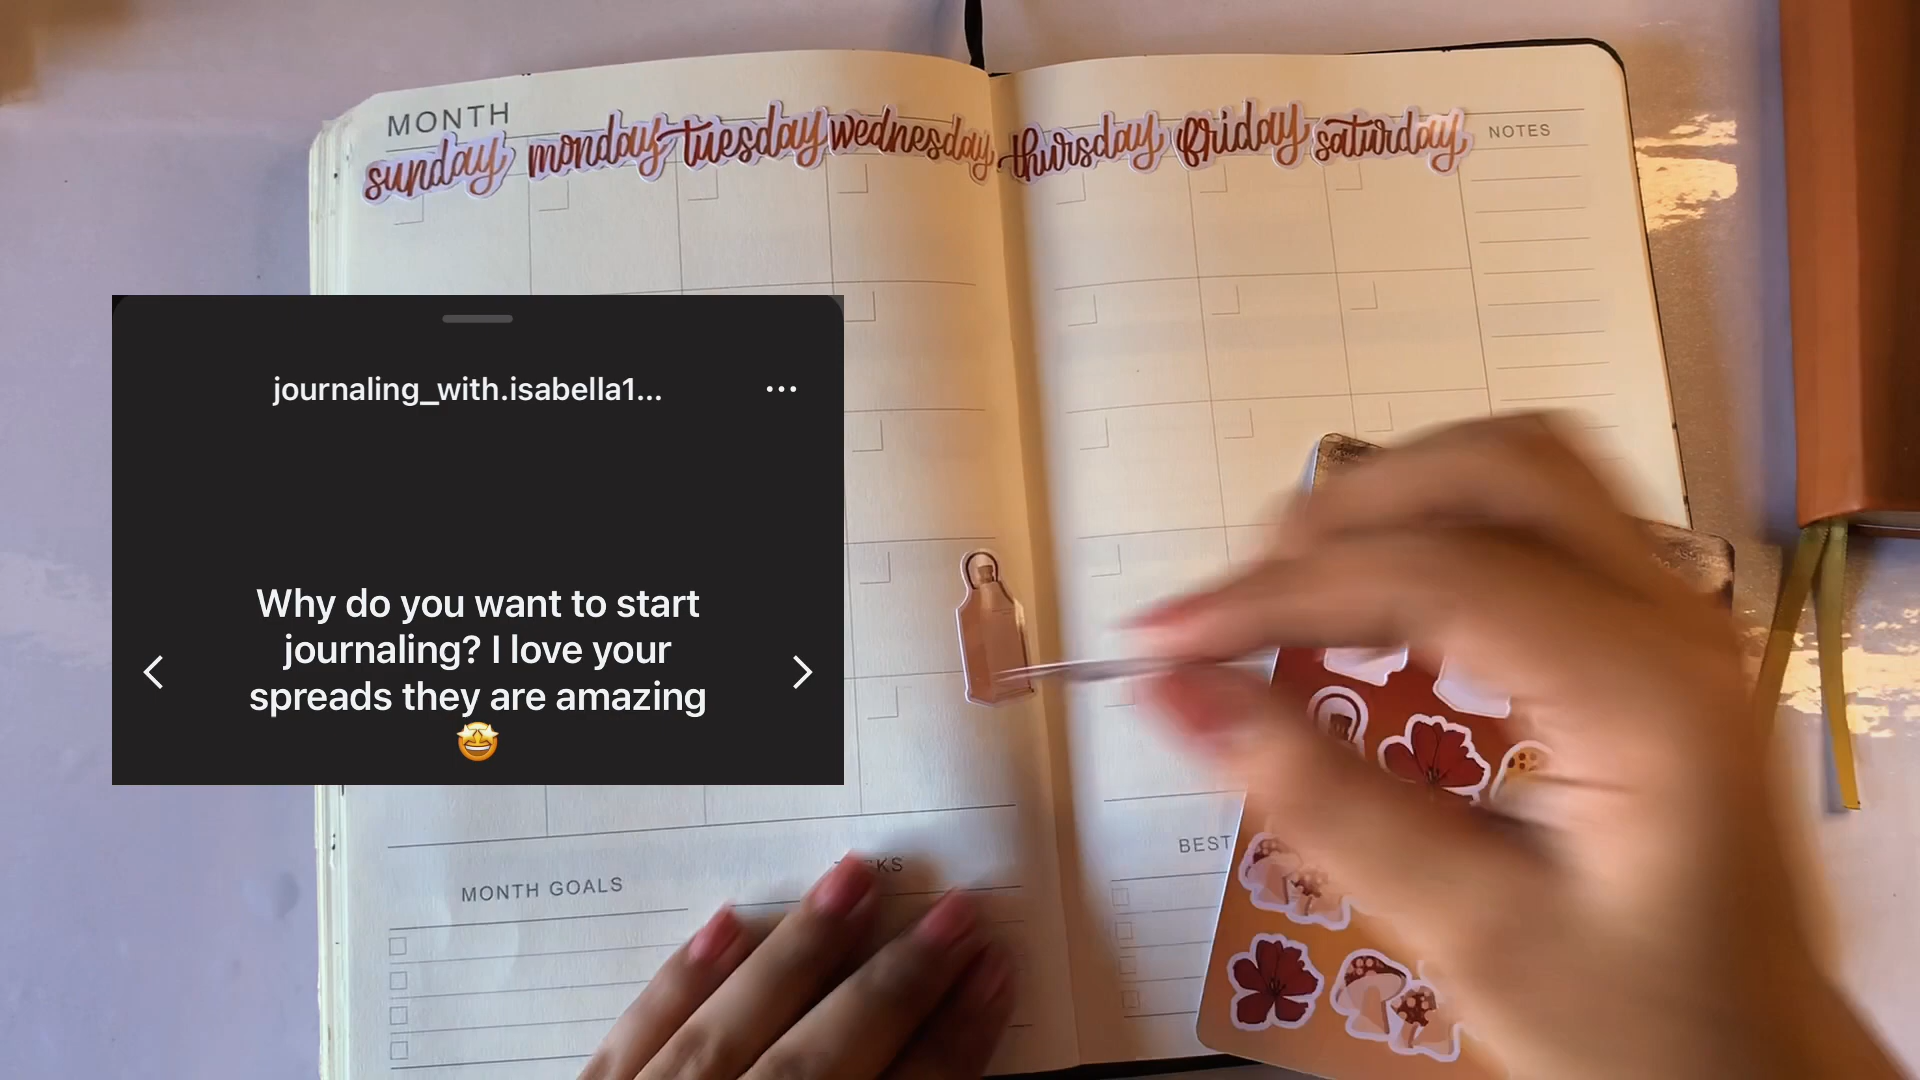 MONTH
sunday monday tuesday wednesday thursday friday saturday
NOTES
journaling_with.isabella1...
Why do you want to start
journaling? I love your
spreads they are amazing
🤩
MONTH GOALS
BEST